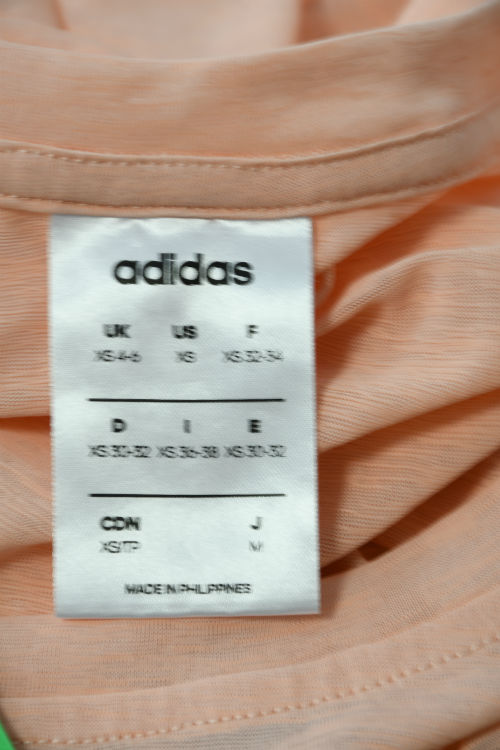 adidas
UK US F
XS 4-6 XS XS 32-34
D I E
XS 30-32 XS 36-38 XS 30-32
CDN J
XS/TP M
MADE IN PHILIPPINES